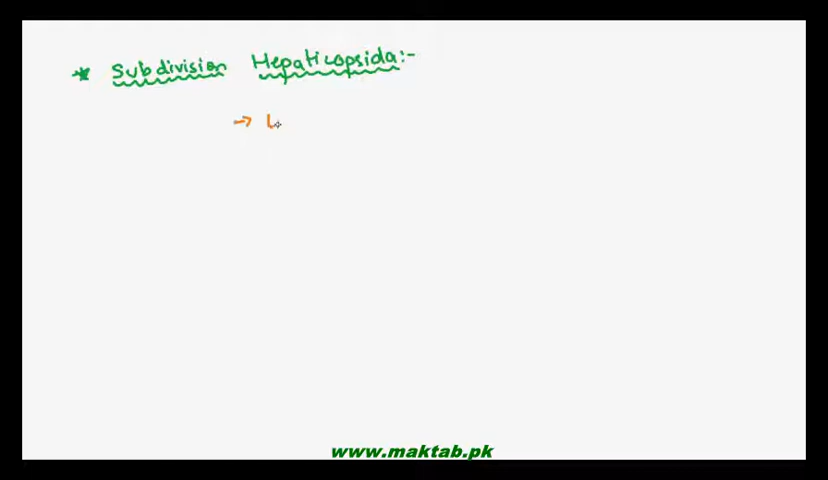 * Subdivision Hepaticopsida:-
→ L
www.maktab.pk